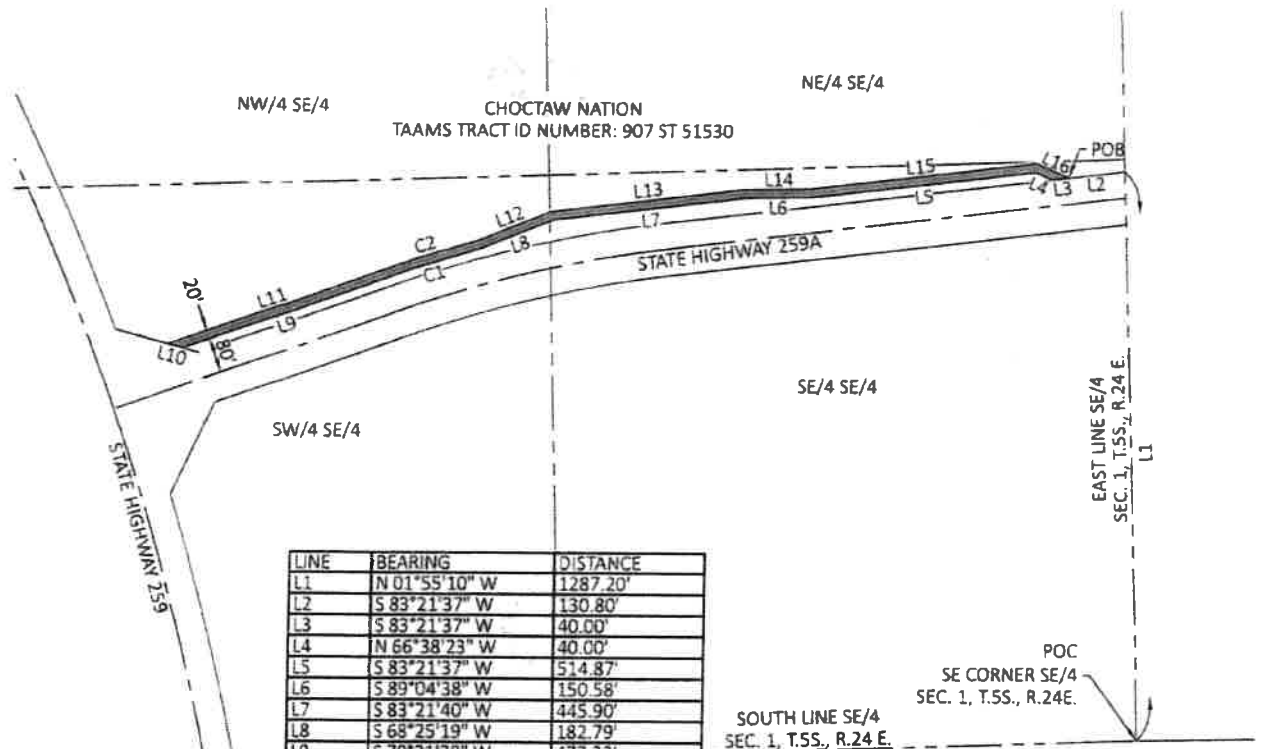 NW/4 SE/4
NE/4 SE/4
CHOCTAW NATION
TAAMS TRACT ID NUMBER: 907 ST 51530
POB
L16
L15
L14
L13
L12
C2
L11
L10
L9
C1
L8
L7
L6
L5
L4
L3
L2
20'
80'
STATE HIGHWAY 259A
SE/4 SE/4
SW/4 SE/4
STATE HIGHWAY 259
EAST LINE SE/4
SEC. 1, T.5S., R.24 E.
L1
LINE BEARING DISTANCE
L1 N 01°55'10" W 1287.20'
L2 S 83°21'37" W 130.80'
L3 S 83°21'37" W 40.00'
L4 N 66°38'23" W 40.00'
L5 S 83°21'37" W 514.87'
L6 S 89°04'38" W 150.58'
L7 S 83°21'40" W 445.90'
L8 S 68°25'19" W 182.79'
POC
SE CORNER SE/4
SEC. 1, T.5S., R.24E.
SOUTH LINE SE/4
SEC. 1, T.5S., R.24 E.